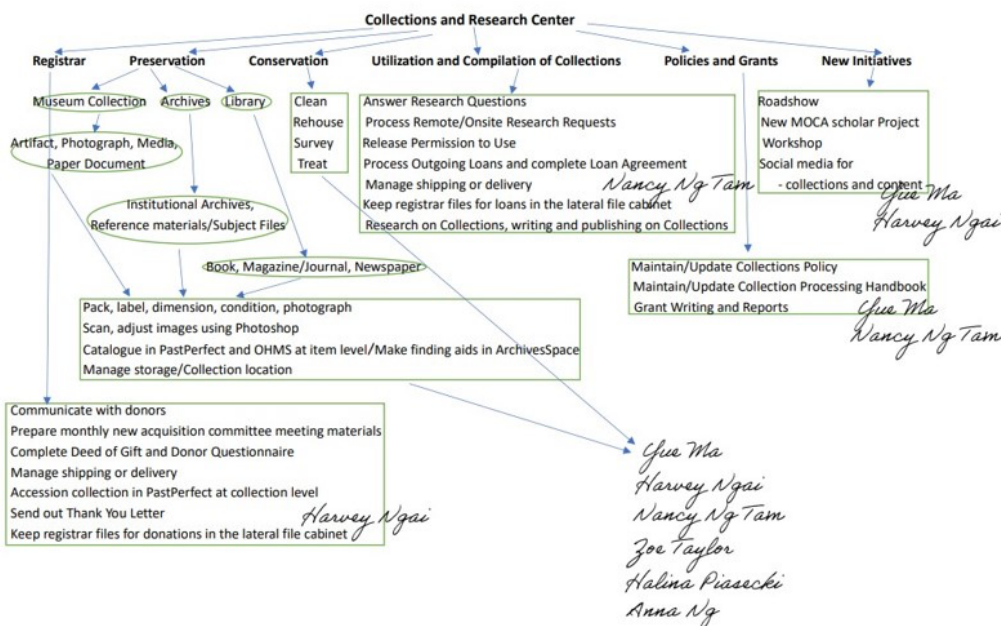 Collections and Research Center
Registrar
Preservation
Conservation
Utilization and Compilation of Collections
Policies and Grants
New Initiatives
Museum Collection
Archives
Library
Artifact, Photograph, Media,
Paper Document
Institutional Archives,
Reference materials/Subject Files
Book, Magazine/Journal, Newspaper
Clean
Rehouse
Survey
Treat
Answer Research Questions
Process Remote/Onsite Research Requests
Release Permission to Use
Process Outgoing Loans and complete Loan Agreement
Manage shipping or delivery
Keep registrar files for loans in the lateral file cabinet
Research on Collections, writing and publishing on Collections
Nancy Ng Tam
Roadshow
New MOCA scholar Project
Workshop
Social media for
- collections and content
Yue Ma
Harvey Ngai
Maintain/Update Collections Policy
Maintain/Update Collection Processing Handbook
Grant Writing and Reports
Yue Ma
Nancy Ng Tam
Pack, label, dimension, condition, photograph
Scan, adjust images using Photoshop
Catalogue in PastPerfect and OHMS at item level/Make finding aids in ArchivesSpace
Manage storage/Collection location
Communicate with donors
Prepare monthly new acquisition committee meeting materials
Complete Deed of Gift and Donor Questionnaire
Manage shipping or delivery
Accession collection in PastPerfect at collection level
Send out Thank You Letter
Keep registrar files for donations in the lateral file cabinet
Harvey Ngai
Yue Ma
Harvey Ngai
Nancy Ng Tam
Zoe Taylor
Halina Piasecki
Anna Ng